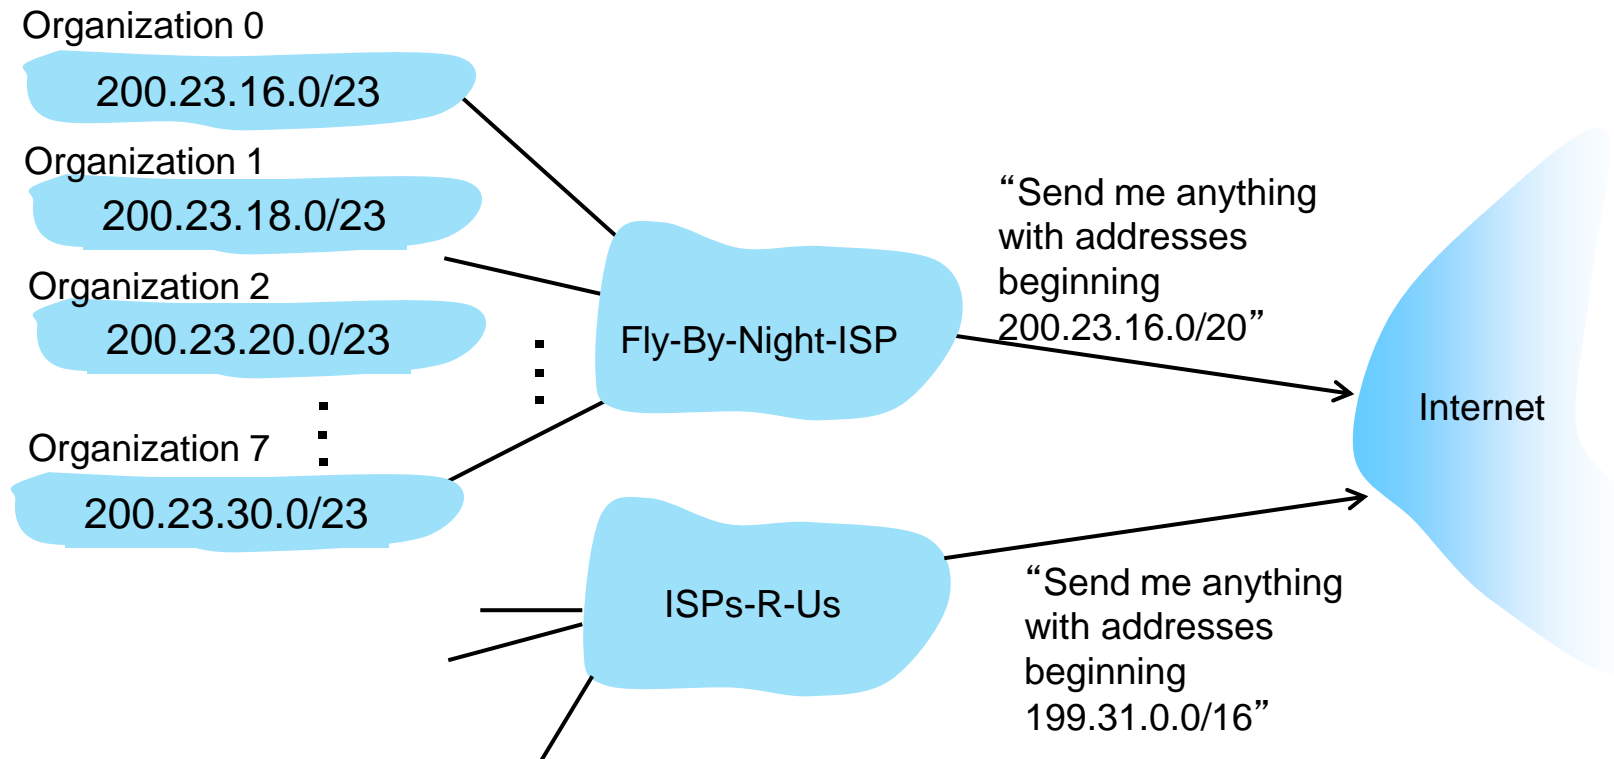 Organization 0
200.23.16.0/23
Organization 1
200.23.18.0/23
Organization 2
200.23.20.0/23
Organization 7
200.23.30.0/23
Fly-By-Night-ISP
“Send me anything
with addresses
beginning
200.23.16.0/20”
Internet
ISPs-R-Us
“Send me anything
with addresses
beginning
199.31.0.0/16”